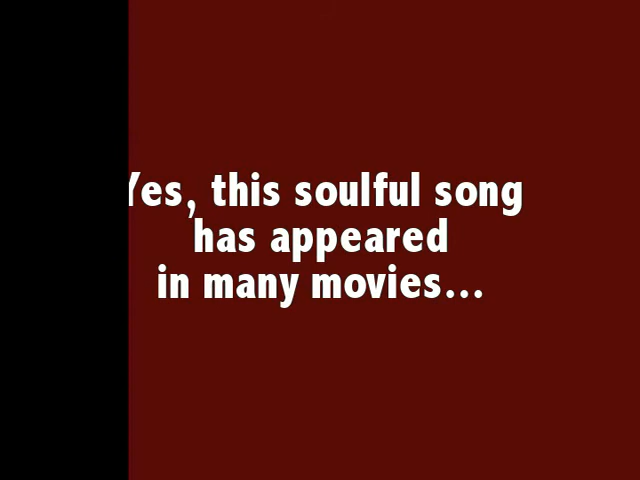 Yes, this soulful song
has appeared
in many movies...